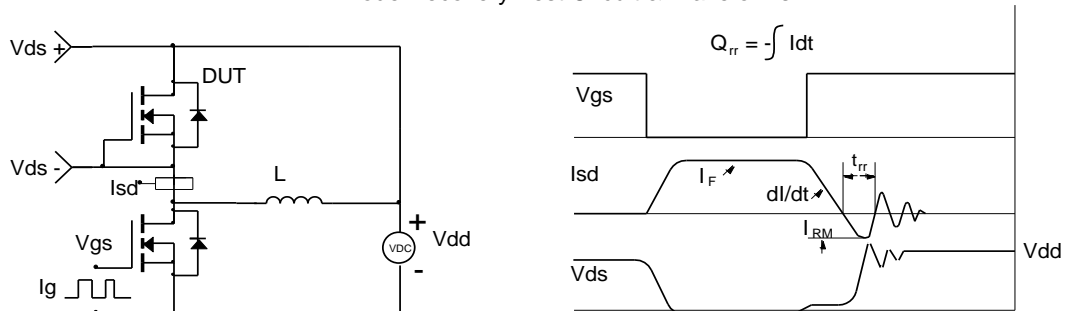 Qrr = -∫ Idt
Vds +
DUT
Vgs
Vds -
Isd
L
Vgs
Ig
+
VDC
-
Vdd
Isd
IF
dI/dt
trr
IRM
Vds
Vdd